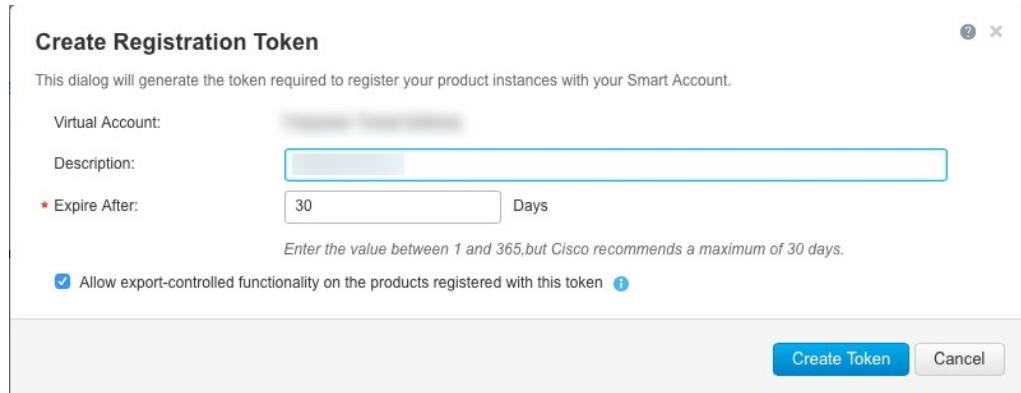 Create Registration Token
This dialog will generate the token required to register your product instances with your Smart Account.
Virtual Account:
Description:
* Expire After: 30 Days
Enter the value between 1 and 365,but Cisco recommends a maximum of 30 days.
Allow export-controlled functionality on the products registered with this token
Create Token Cancel